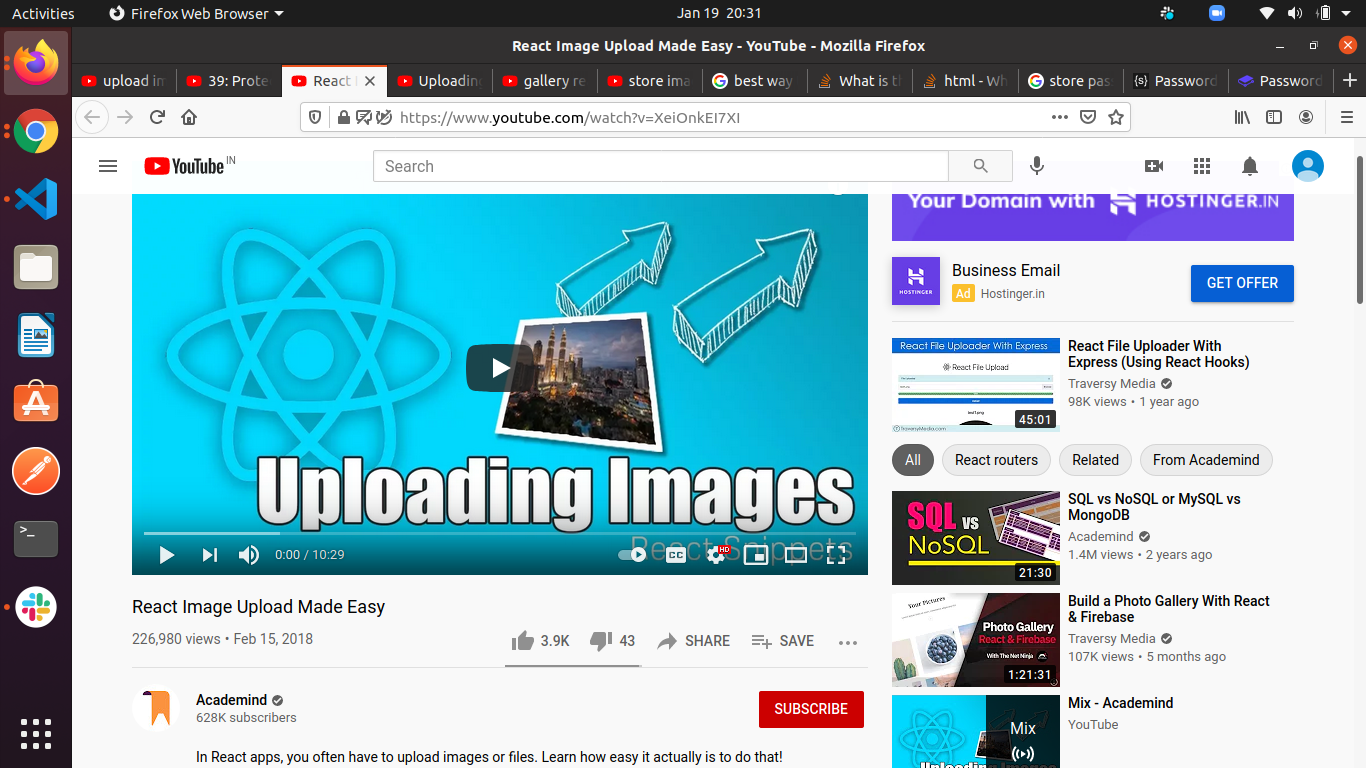 Activities
Firefox Web Browser
Jan 19 20:31
React Image Upload Made Easy - YouTube - Mozilla Firefox
upload im
39: Prote
React I
Uploading
gallery re
store ima
best way
What is th
html - Wh
store pas
Password
Password
https://www.youtube.com/watch?v=XeiOnkEI7XI
YouTube IN
Search
Your Domain with HOSTINGER.IN
HOSTINGER
Business Email
Ad Hostinger.in
GET OFFER
Uploading Images
React Snippets
0:00 / 10:29
CC
HD
React Image Upload Made Easy
226,980 views • Feb 15, 2018
3.9K
43
SHARE
SAVE
Academind
628K subscribers
SUBSCRIBE
In React apps, you often have to upload images or files. Learn how easy it actually is to do that!
React File Uploader With Express
React File Upload
TraversyMedia.com
45:01
React File Uploader With
Express (Using React Hooks)
Traversy Media
98K views • 1 year ago
All
React routers
Related
From Academind
SQL vs
NoSQL
21:30
SQL vs NoSQL or MySQL vs
MongoDB
Academind
1.4M views • 2 years ago
Your Pictures
Photo Gallery
React & Firebase
With The Net Ninja
1:21:31
Build a Photo Gallery With React
& Firebase
Traversy Media
107K views • 5 months ago
Mix
Uploading
Mix - Academind
YouTube